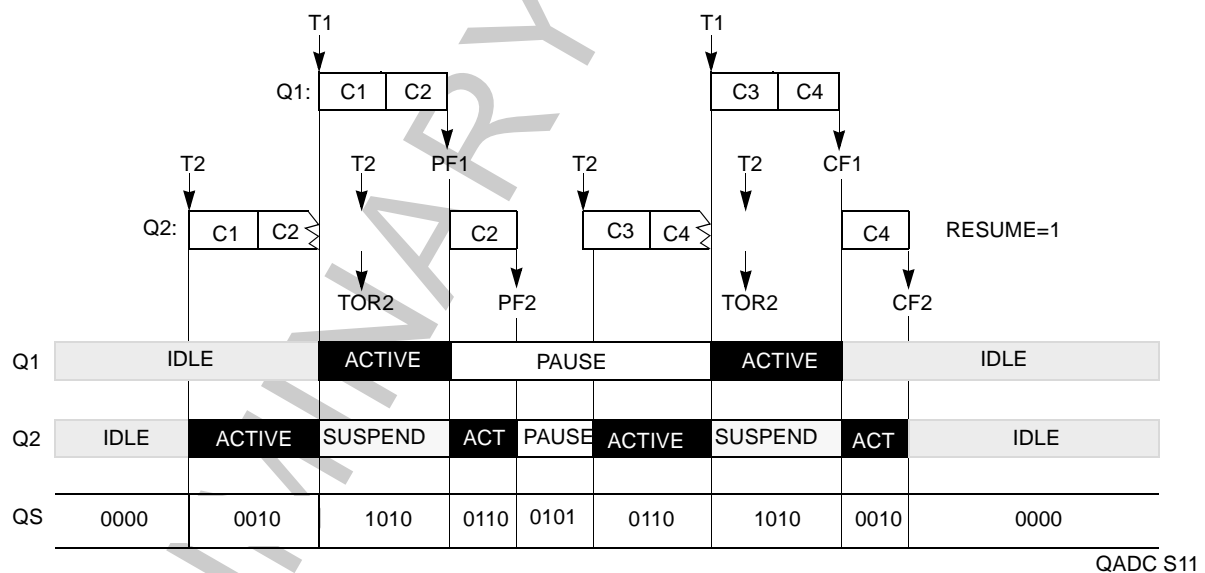 T1 T1
Q1: C1 C2 C3 C4
T2 T2 PF1 T2 T2 CF1
Q2: C1 C2 C2 C3 C4 C4 RESUME=1
TOR2 PF2 TOR2 CF2
Q1 IDLE ACTIVE PAUSE ACTIVE IDLE
Q2 IDLE ACTIVE SUSPEND ACT PAUSE ACTIVE SUSPEND ACT IDLE
QS 0000 0010 1010 0110 0101 0110 1010 0010 0000
QADC S11
MINARY